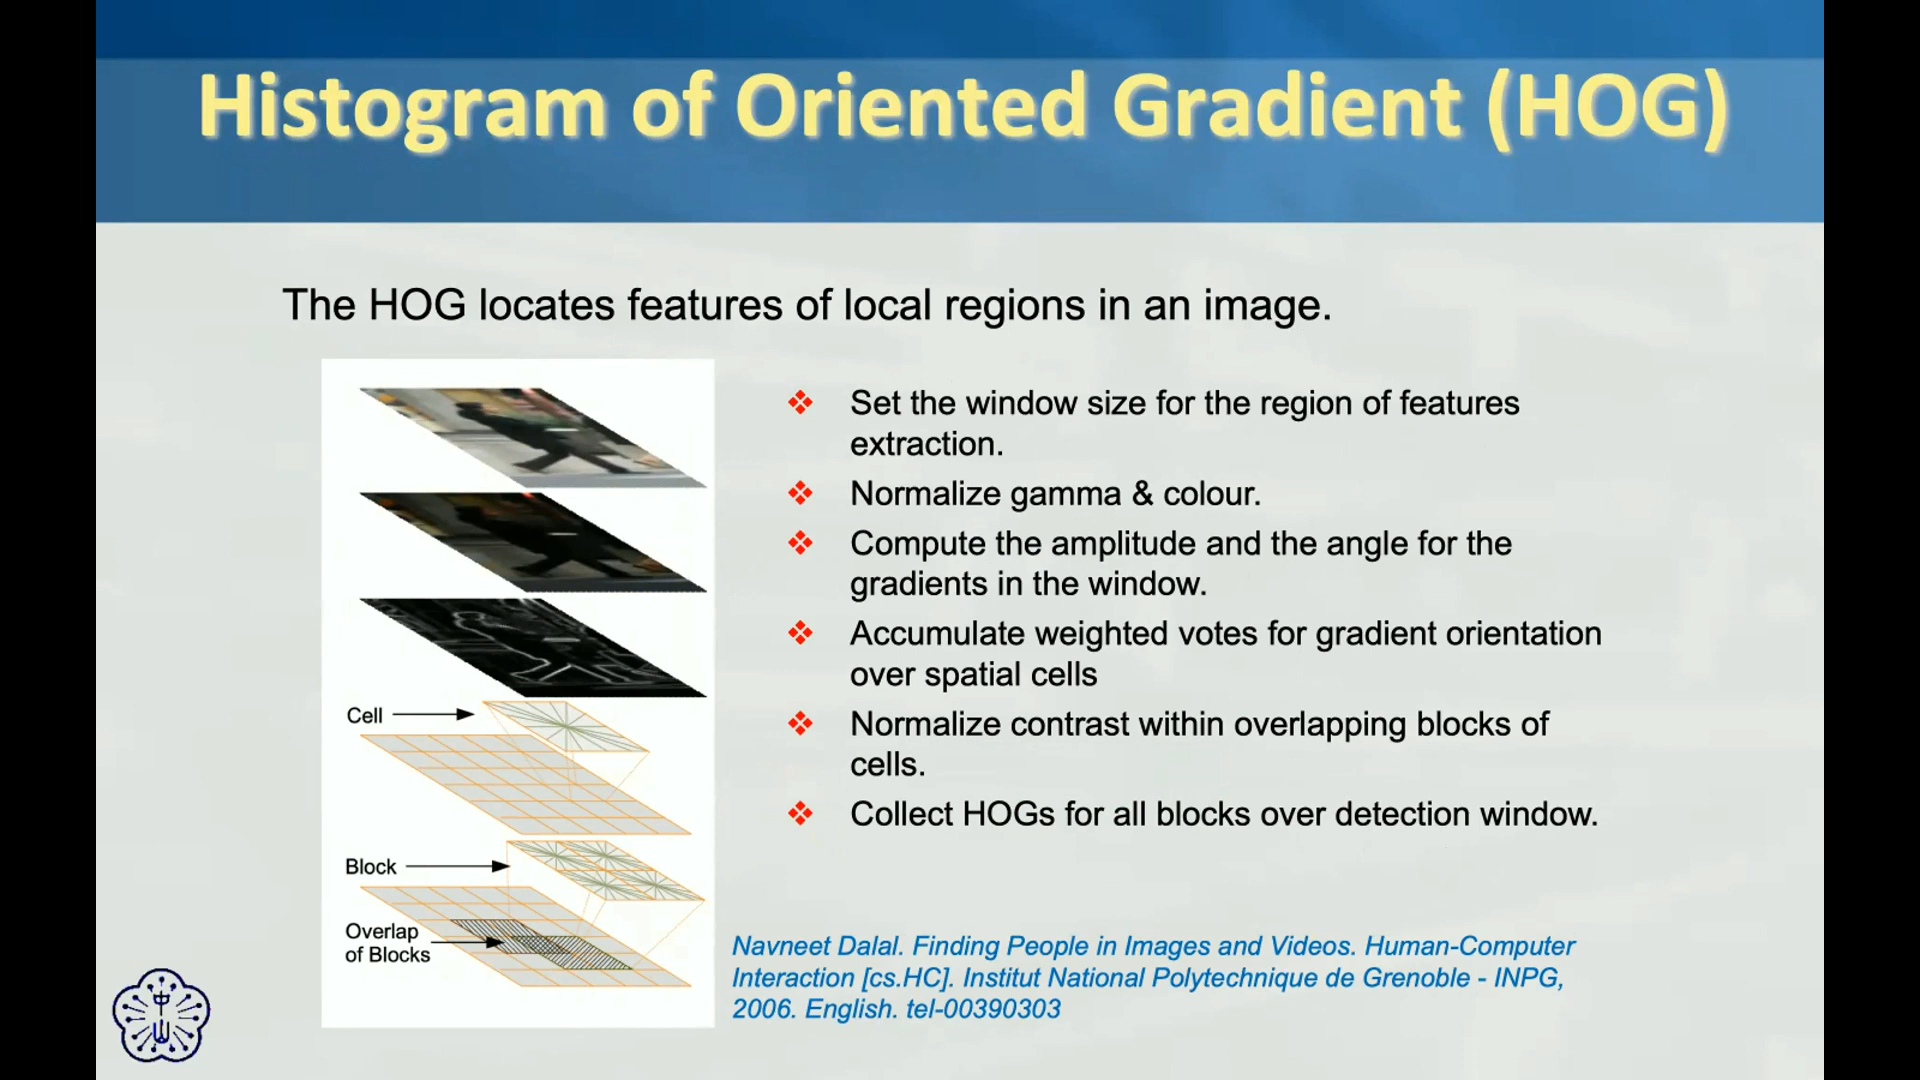 Histogram of Oriented Gradient (HOG)
The HOG locates features of local regions in an image.
Set the window size for the region of features
extraction.
Normalize gamma & colour.
Compute the amplitude and the angle for the
gradients in the window.
Accumulate weighted votes for gradient orientation
over spatial cells
Normalize contrast within overlapping blocks of
cells.
Collect HOGs for all blocks over detection window.
Cell
Block
Overlap
of Blocks
Navneet Dalal. Finding People in Images and Videos. Human-Computer
Interaction [cs.HC]. Institut National Polytechnique de Grenoble - INPG,
2006. English. tel-00390303